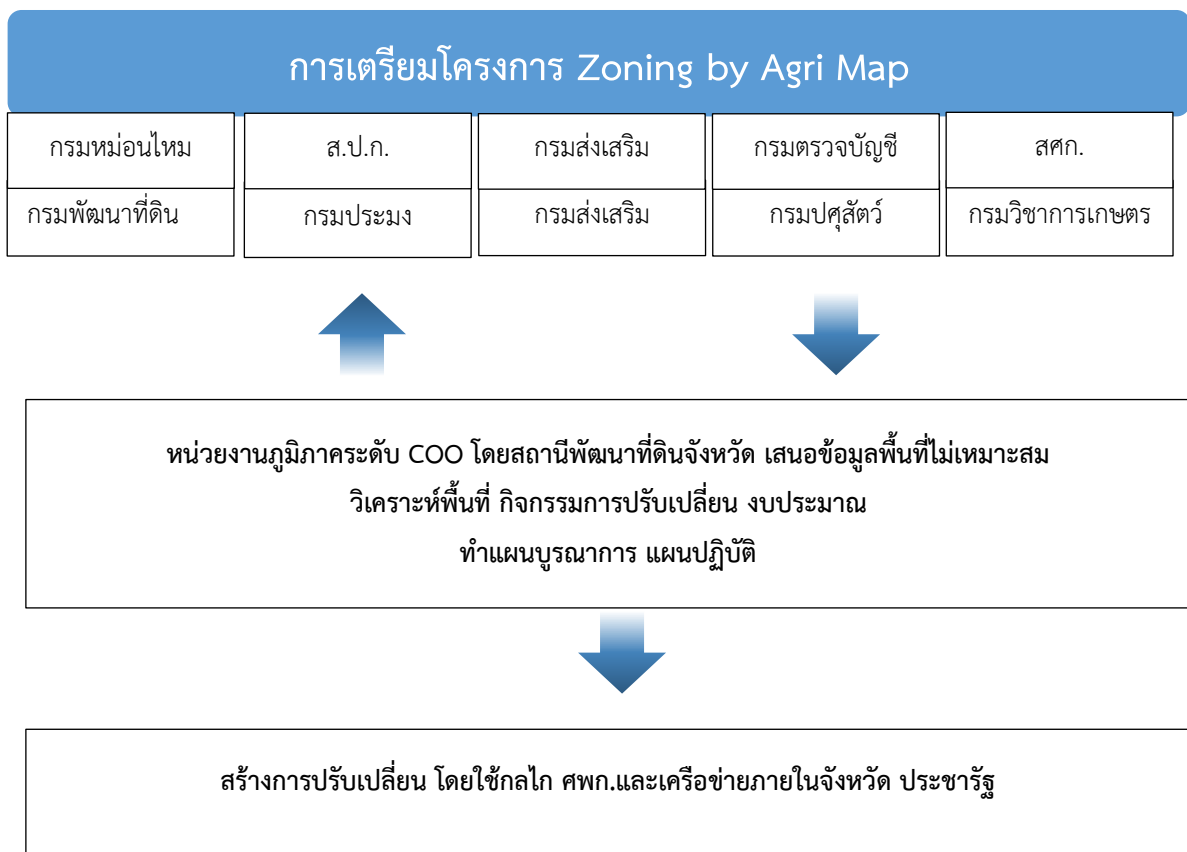 การเตรียมโครงการ Zoning by Agri Map
กรมหม่อนไหม
ส.ป.ก.
กรมส่งเสริม
กรมตรวจบัญชี
สศก.
กรมพัฒนาที่ดิน
กรมประมง
กรมส่งเสริม
กรมปศุสัตว์
กรมวิชาการเกษตร
หน่วยงานภูมิภาคระดับ COO โดยสถานีพัฒนาที่ดินจังหวัด เสนอข้อมูลพื้นที่ไม่เหมาะสม
วิเคราะห์พื้นที่ กิจกรรมการปรับเปลี่ยน งบประมาณ
ทำแผนบูรณาการ แผนปฏิบัติ
สร้างการปรับเปลี่ยน โดยใช้กลไก ศพก.และเครือข่ายภายในจังหวัด ประชารัฐ